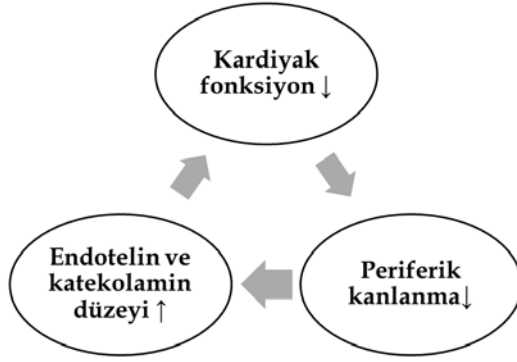 Kardiyak
fonksiyon ↓
Periferik
kanlanma↓
Endotelin ve
katekolamin
düzeyi ↑